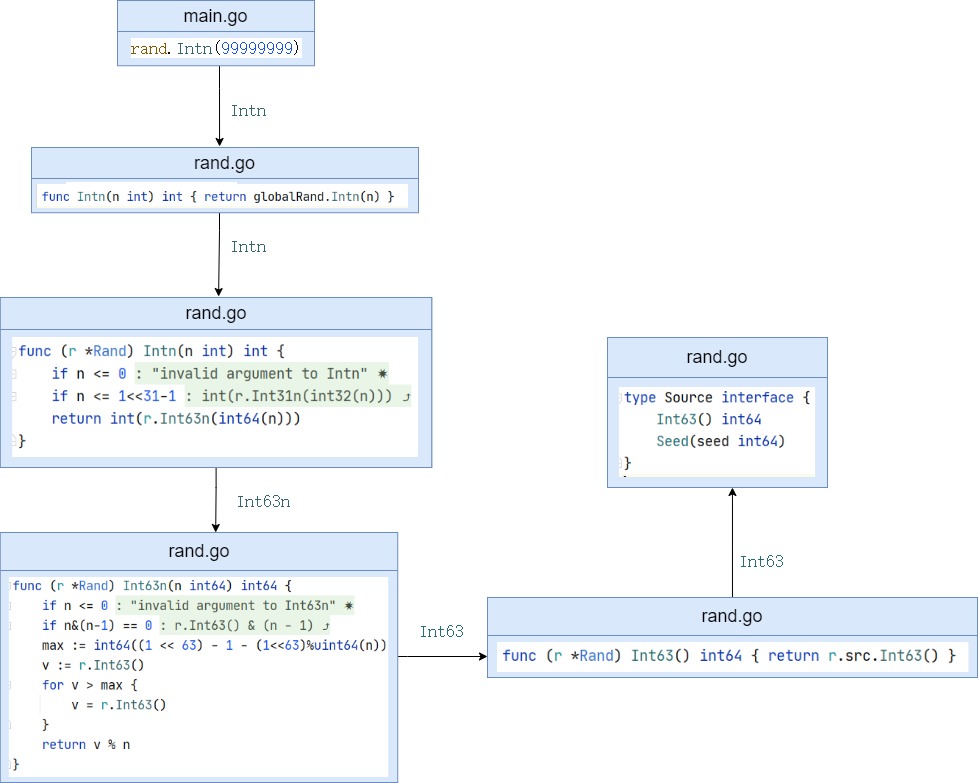 main.go
rand. Intn(99999999)
Intn
rand.go
func Intn(n int) int { return globalRand.Intn(n) }
Intn
rand.go
func (r *Rand) Intn(n int) int {
if n <= 0 : "invalid argument to Intn" ✷
if n <= 1<<31-1 : int(r.Int31n(int32(n))) ⤴
return int(r.Int63n(int64(n)))
}
Int63n
rand.go
func (r *Rand) Int63n(n int64) int64 {
if n <= 0 : "invalid argument to Int63n" ✷
if n&(n-1) == 0 : r.Int63() & (n - 1) ⤴
max := int64((1 << 63) - 1 - (1<<63)%uint64(n))
v := r.Int63()
for v > max {
v = r.Int63()
}
return v % n
}
Int63
rand.go
func (r *Rand) Int63() int64 { return r.src.Int63() }
Int63
rand.go
type Source interface {
Int63() int64
Seed(seed int64)
}